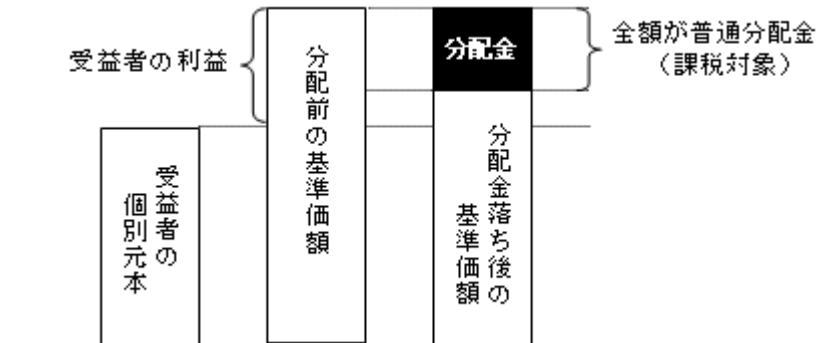 受益者の利益
分配前の基準価額
分配金
全額が普通分配金
（課税対象）
受益者の
個別元本
分配金落ち後の
基準価額